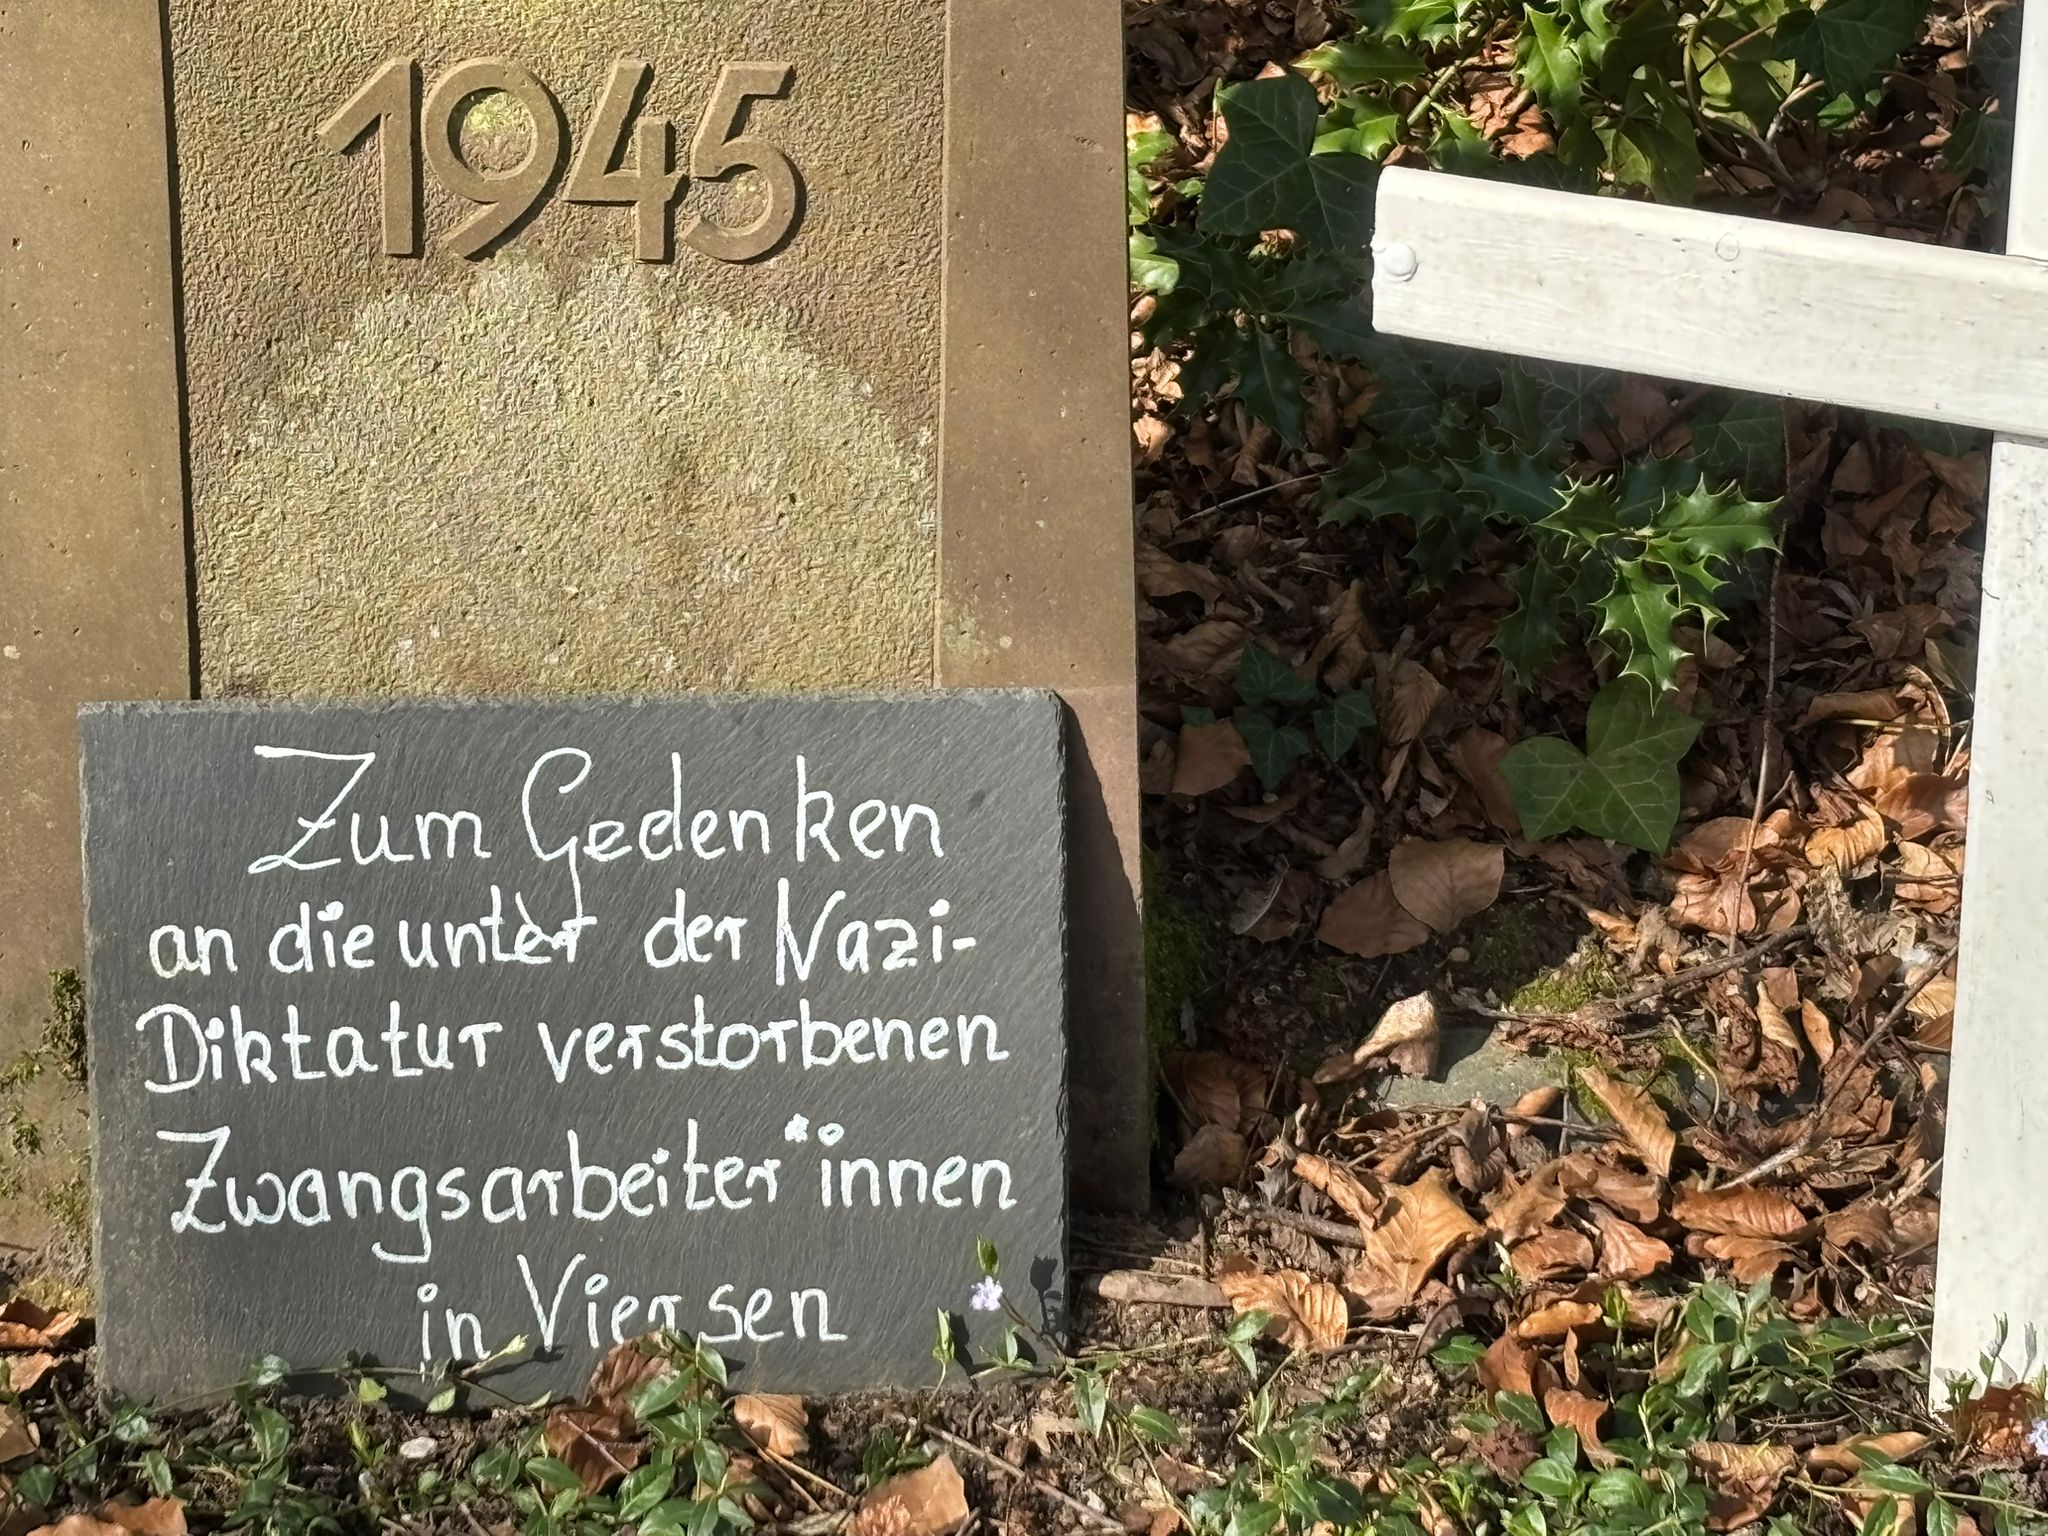 1945
Zum Gedenken
an die unter der Nazi-
Diktatur verstorbenen
Zwangsarbeiter*innen
in Viersen